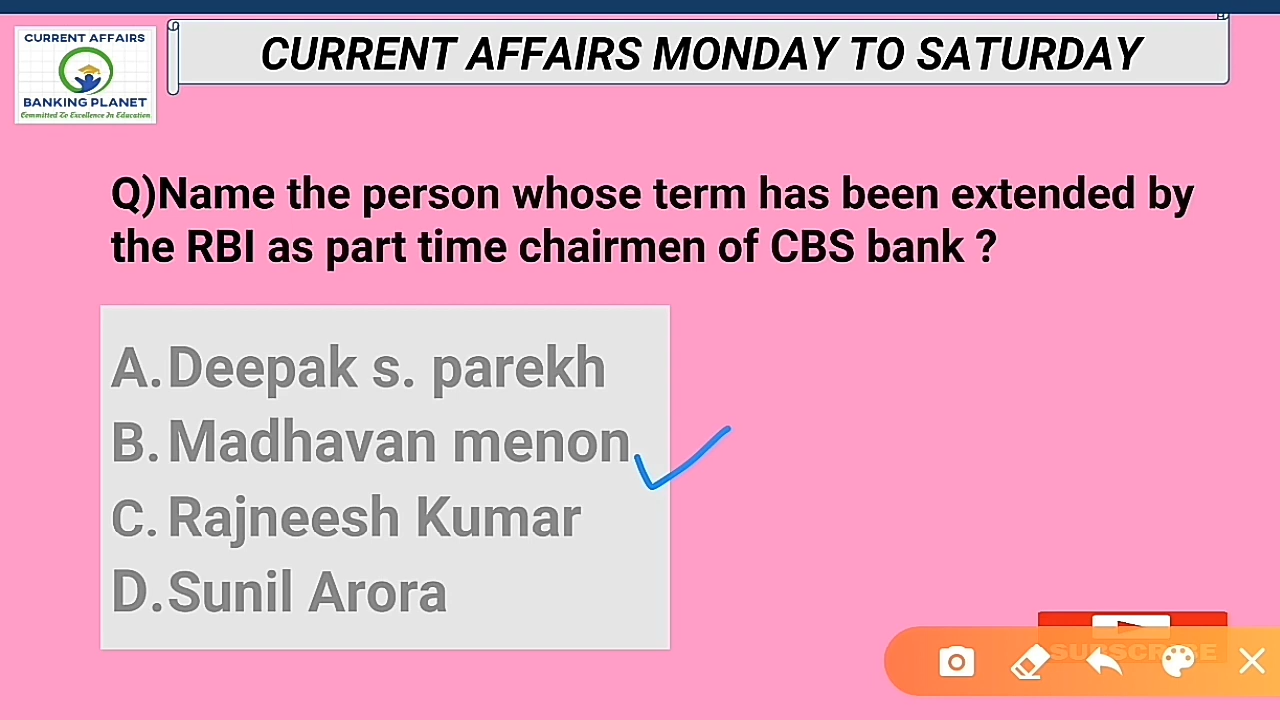 CURRENT AFFAIRS
BANKING PLANET
Committed To Excellence In Education
CURRENT AFFAIRS MONDAY TO SATURDAY
Q)Name the person whose term has been extended by
the RBI as part time chairmen of CBS bank ?
A. Deepak s. parekh
B. Madhavan menon
C. Rajneesh Kumar
D. Sunil Arora
SUBSCRIBE